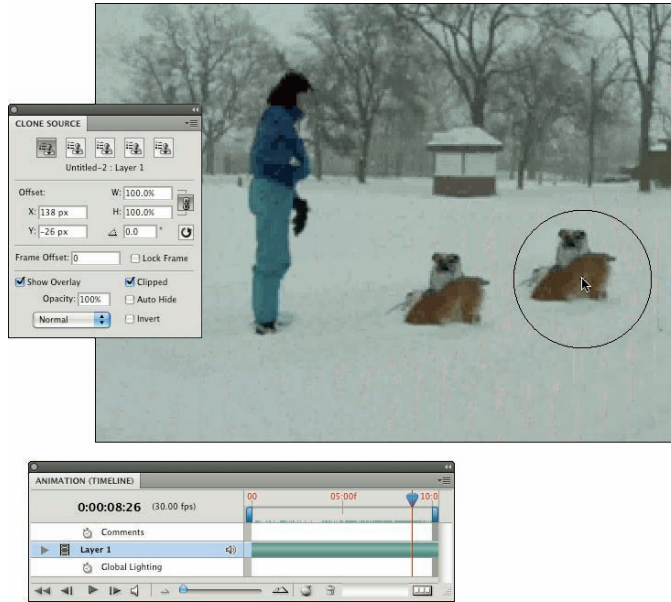 CLONE SOURCE
Untitled-2 : Layer 1
Offset:
W: 100.0%
X: 138 px
H: 100.0%
Y: -26 px
0.0 °
Frame Offset: 0
Lock Frame
Show Overlay
Clipped
Opacity: 100%
Auto Hide
Normal
Invert
ANIMATION (TIMELINE)
0:00:08:26 (30.00 fps)
00 05:00f 10:0
Comments
Layer 1
Global Lighting